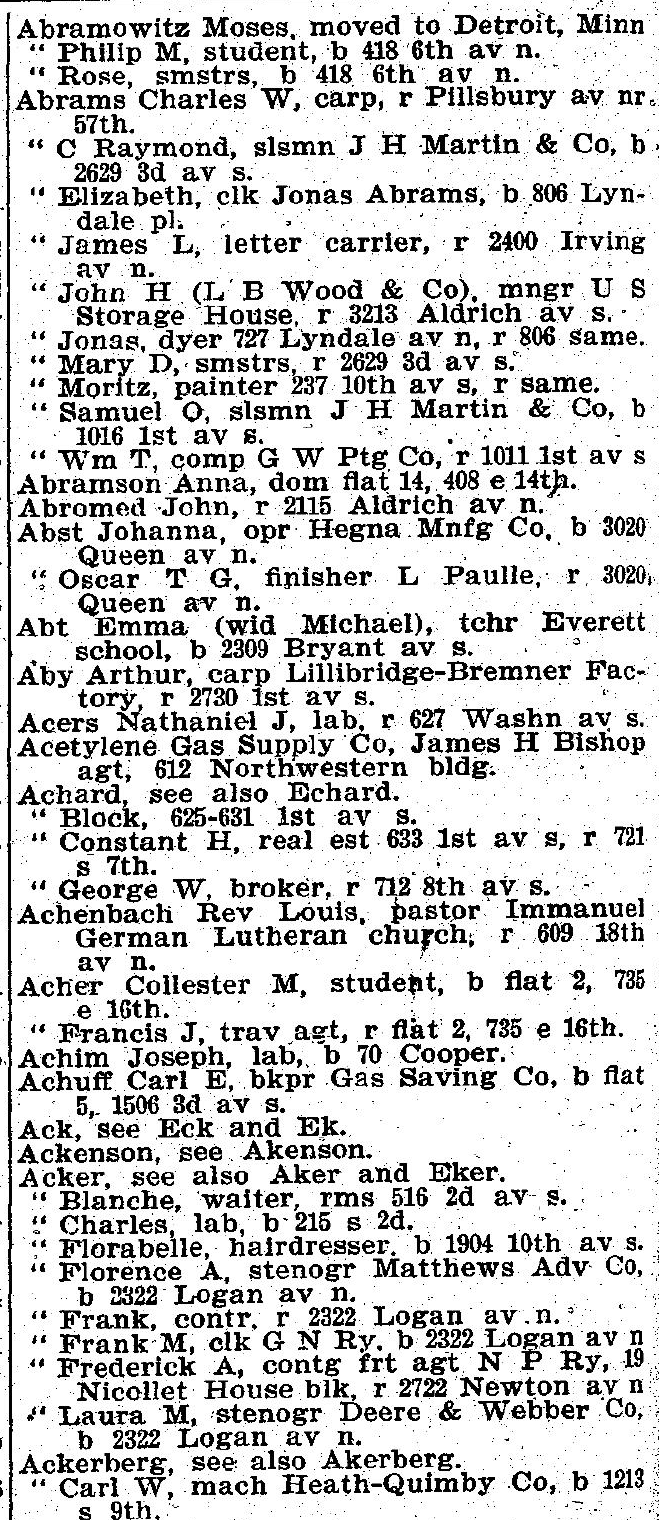 Abramowitz Moses, moved to Detroit, Minn
“ Philip M, student, b 418 6th av n.
“ Rose, smstrs, b 418 6th av n.
Abrams Charles W, carp, r Pillsbury av nr
57th.
“ C Raymond, slsmn J H Martin & Co, b
2629 3d av s.
“ Elizabeth, clk Jonas Abrams, b 806 Lyn-
dale pl.
“ James L, letter carrier, r 2400 Irving
av n.
“ John H (L B Wood & Co), mngr U S
Storage House, r 3213 Aldrich av s.
“ Jonas, dyer 727 Lyndale av n, r 806 same.
“ Mary D, smstrs, r 2629 3d av s.
“ Moritz, painter 237 10th av s, r same.
“ Samuel O, slsmn J H Martin & Co, b
1016 1st av s.
“ Wm T, comp G W Ptg Co, r 1011 1st av s
Abramson Anna, dom flat 14, 408 e 14th.
Abromed John, r 2115 Aldrich av n.
Abst Johanna, opr Hegna Mnfg Co, b 3020
Queen av n.
“ Oscar T G, finisher L Paulle, r 3020
Queen av n.
Abt Emma (wid Michael), tchr Everett
school, b 2309 Bryant av s.
Aby Arthur, carp Lillibridge-Bremner Fac-
tory, r 2730 1st av s.
Acers Nathaniel J, lab, r 627 Washn av s.
Acetylene Gas Supply Co, James H Bishop
agt, 612 Northwestern bldg.
Achard, see also Echard.
“ Block, 625-631 1st av s.
“ Constant H, real est 633 1st av s, r 721
s 7th.
“ George W, broker, r 712 8th av s.
Achenbach Rev Louis, pastor Immanuel
German Lutheran church, r 609 18th
av n.
Acher Collester M, student, b flat 2, 735
e 16th.
“ Francis J, trav agt, r flat 2, 735 e 16th.
Achim Joseph, lab, b 70 Cooper.
Achuff Carl E, bkpr Gas Saving Co, b flat
5, 1506 3d av s.
Ack, see Eck and Ek.
Ackenson, see Akenson.
Acker, see also Aker and Eker.
“ Blanche, waiter, rms 516 2d av s.
“ Charles, lab, b 215 s 2d.
“ Florabelle, hairdresser, b 1904 10th av s.
“ Florence A, stenogr Matthews Adv Co,
b 2322 Logan av n.
“ Frank, contr, r 2322 Logan av n.
“ Frank M, clk G N Ry, b 2322 Logan av n
“ Frederick A, contg frt agt N P Ry, 19
Nicollet House blk, r 2722 Newton av n
“ Laura M, stenogr Deere & Webber Co,
b 2322 Logan av n.
Ackerberg, see also Akerberg.
“ Carl W, mach Heath-Quimby Co, b 1213
s 9th.